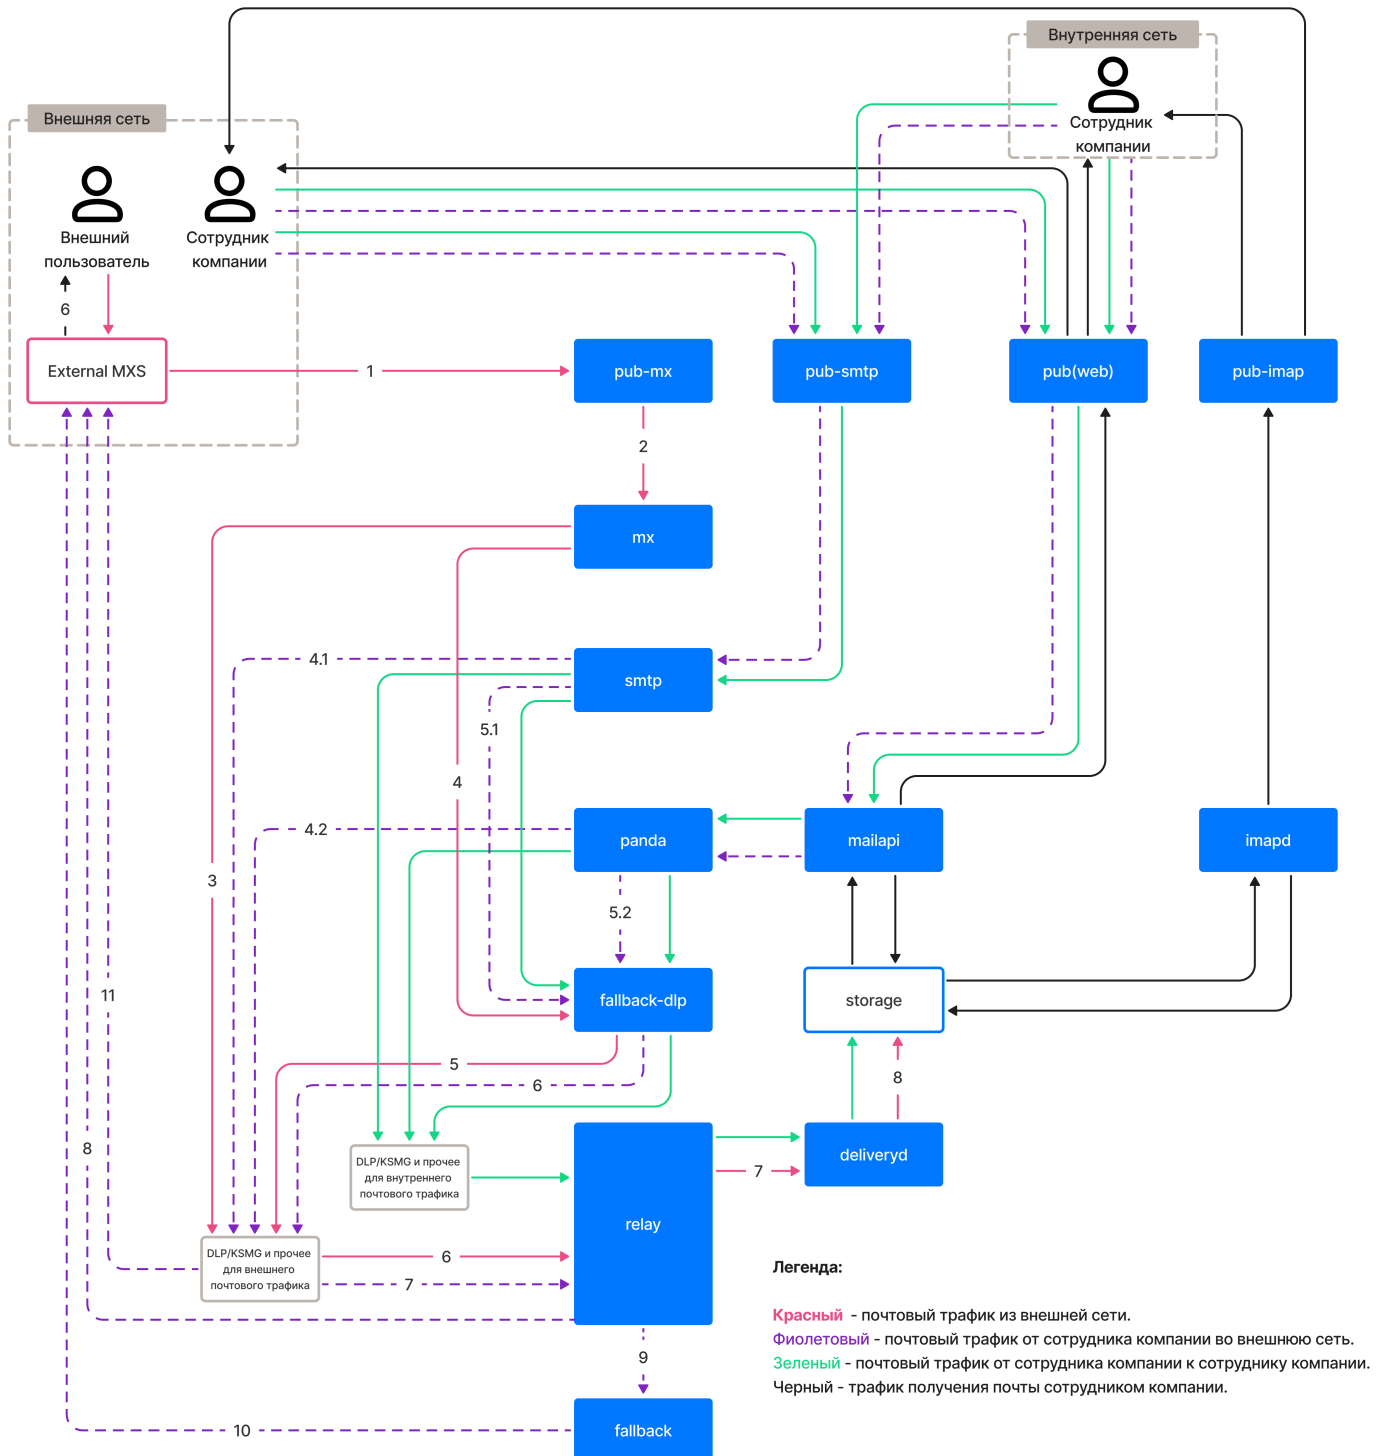 Внутренняя сеть
Сотрудник
компании
Внешняя сеть
Внешний
пользователь
Сотрудник
компании
6
External MXS
1
pub-mx
pub-smtp
pub(web)
pub-imap
2
mx
4.1
smtp
5.1
4
4.2
panda
mailapi
imapd
3
5.2
11
fallback-dlp
storage
5
6
8
8
DLP/KSMG и прочее
для внутреннего
почтового трафика
deliveryd
7
relay
DLP/KSMG и прочее
для внешнего
почтового трафика
6
7
9
10
fallback
Легенда:
Красный - почтовый трафик из внешней сети.
Фиолетовый - почтовый трафик от сотрудника компании во внешнюю сеть.
Зеленый - почтовый трафик от сотрудника компании к сотруднику компании.
Черный - трафик получения почты сотрудником компании.